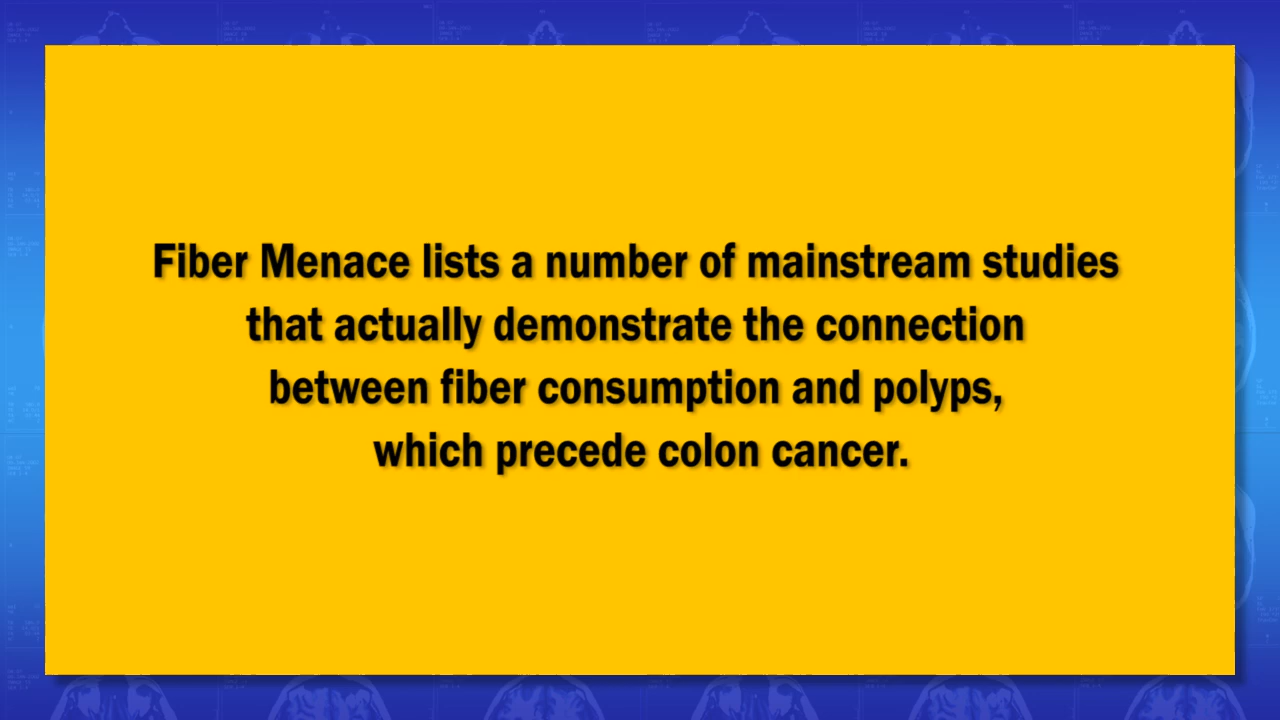 Fiber Menace lists a number of mainstream studies
that actually demonstrate the connection
between fiber consumption and polyps,
which precede colon cancer.